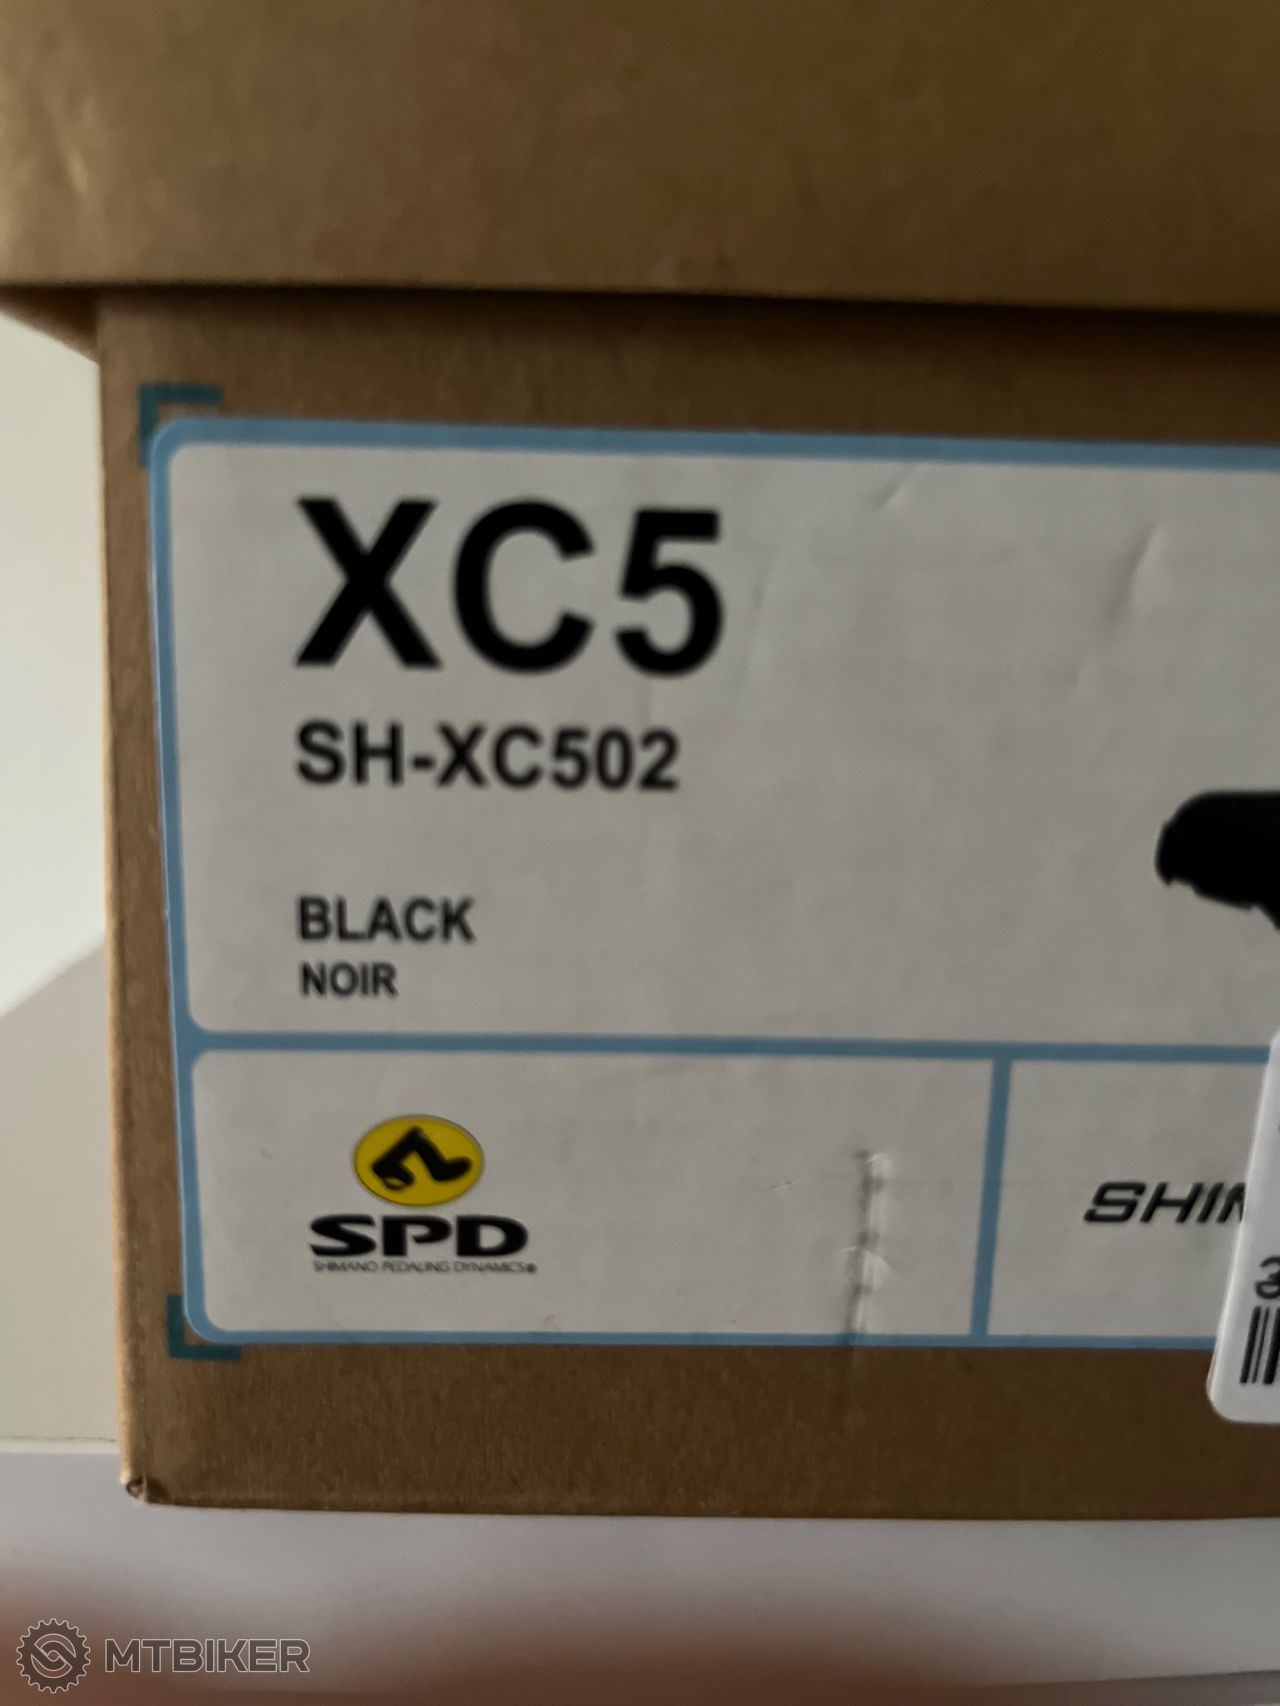 XC5
SH-XC502
BLACK
NOIR
SPD
SHIMANO PEDALING DYNAMICS®
MTBIKER